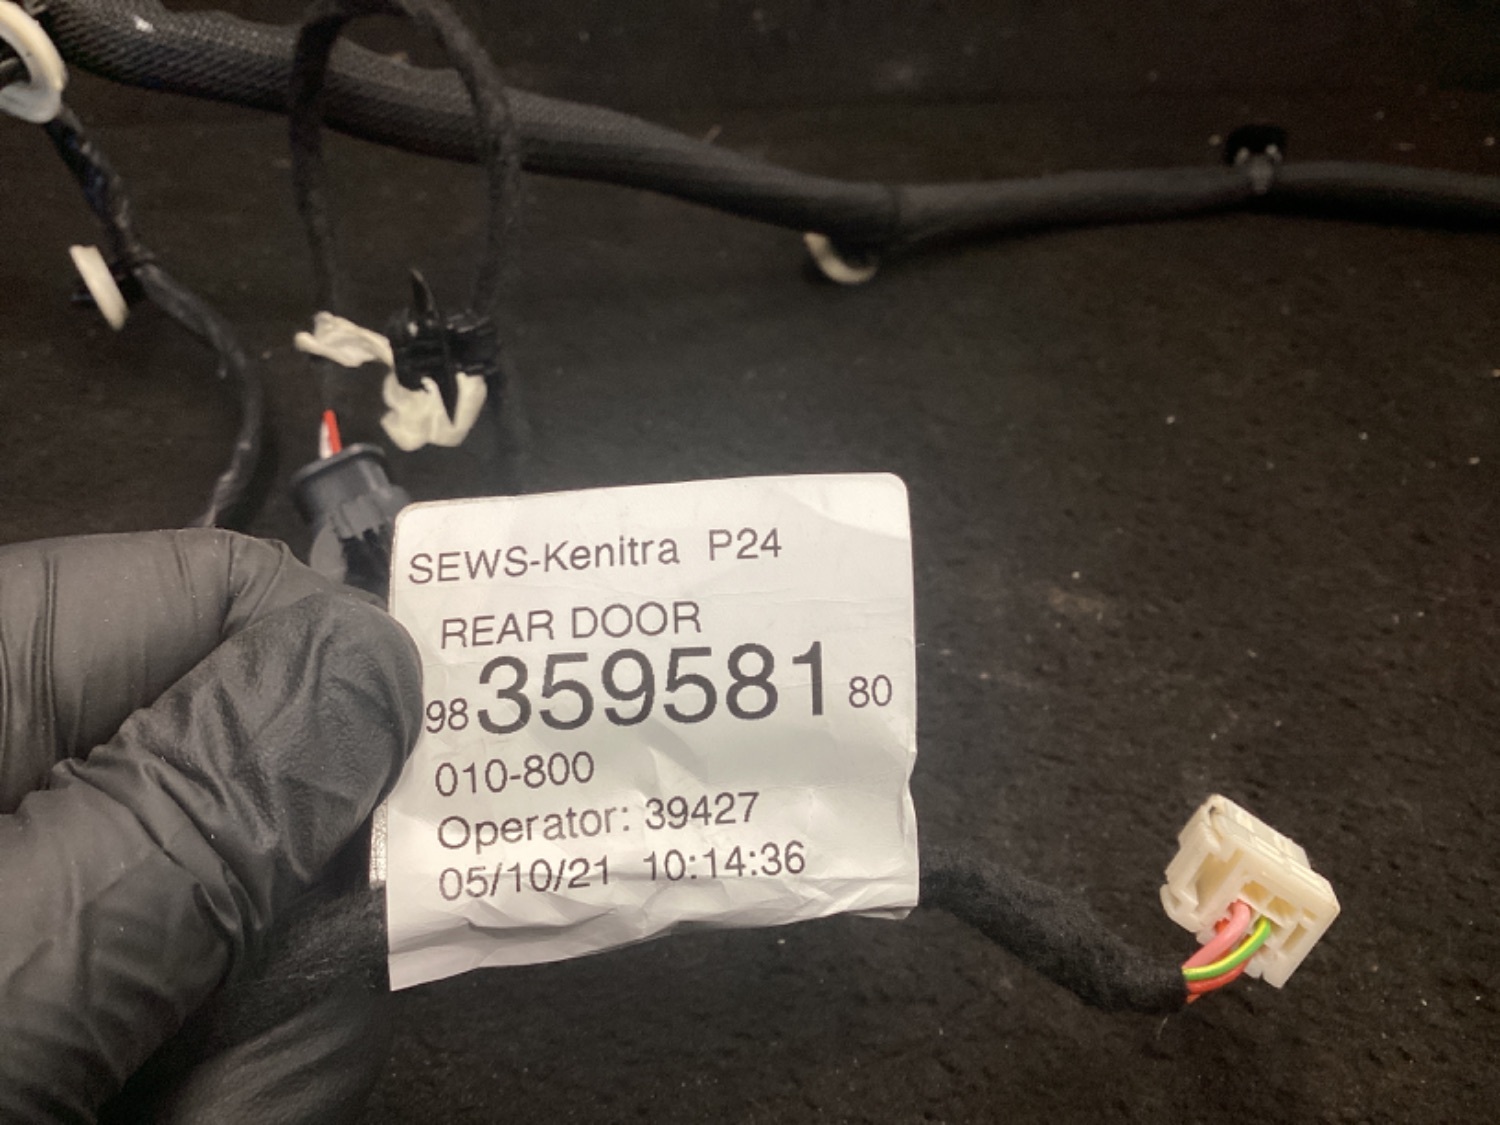 SEWS-Kenitra P24
REAR DOOR
98 359581 80
010-800
Operator: 39427
05/10/21 10:14:36